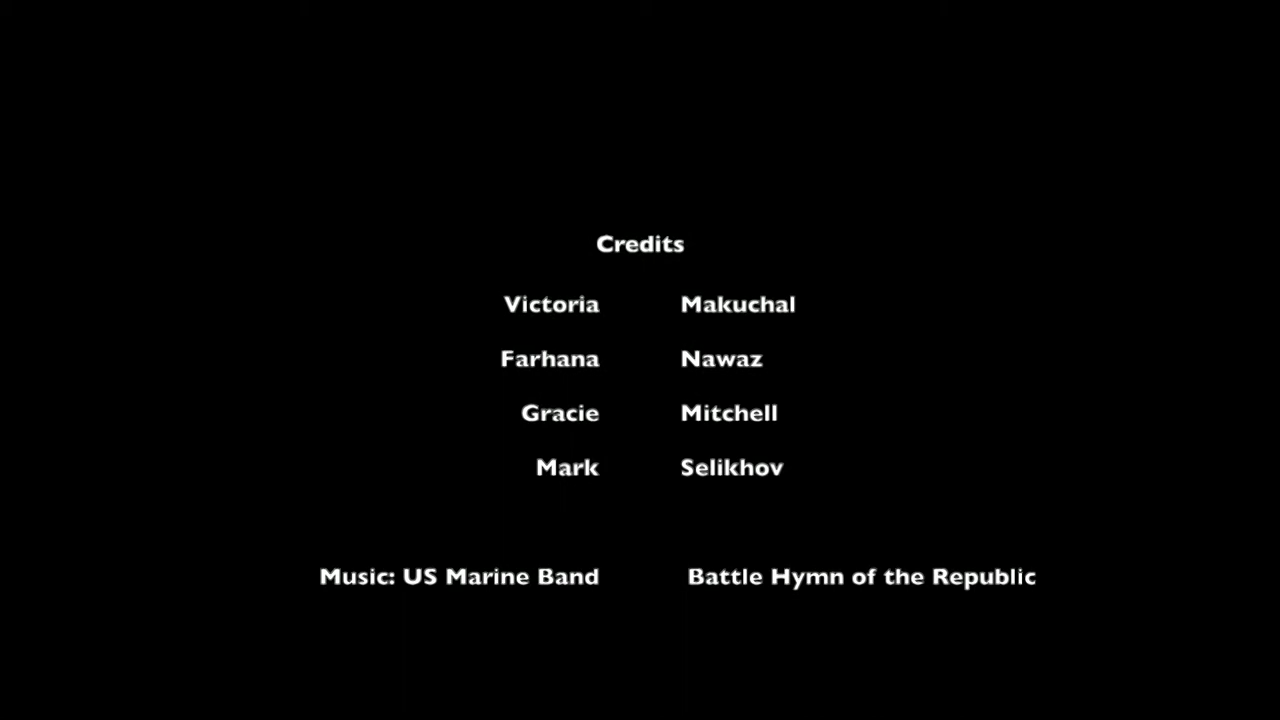 Credits
Victoria Makuchal
Farhana Nawaz
Gracie Mitchell
Mark Selikhov
Music: US Marine Band Battle Hymn of the Republic